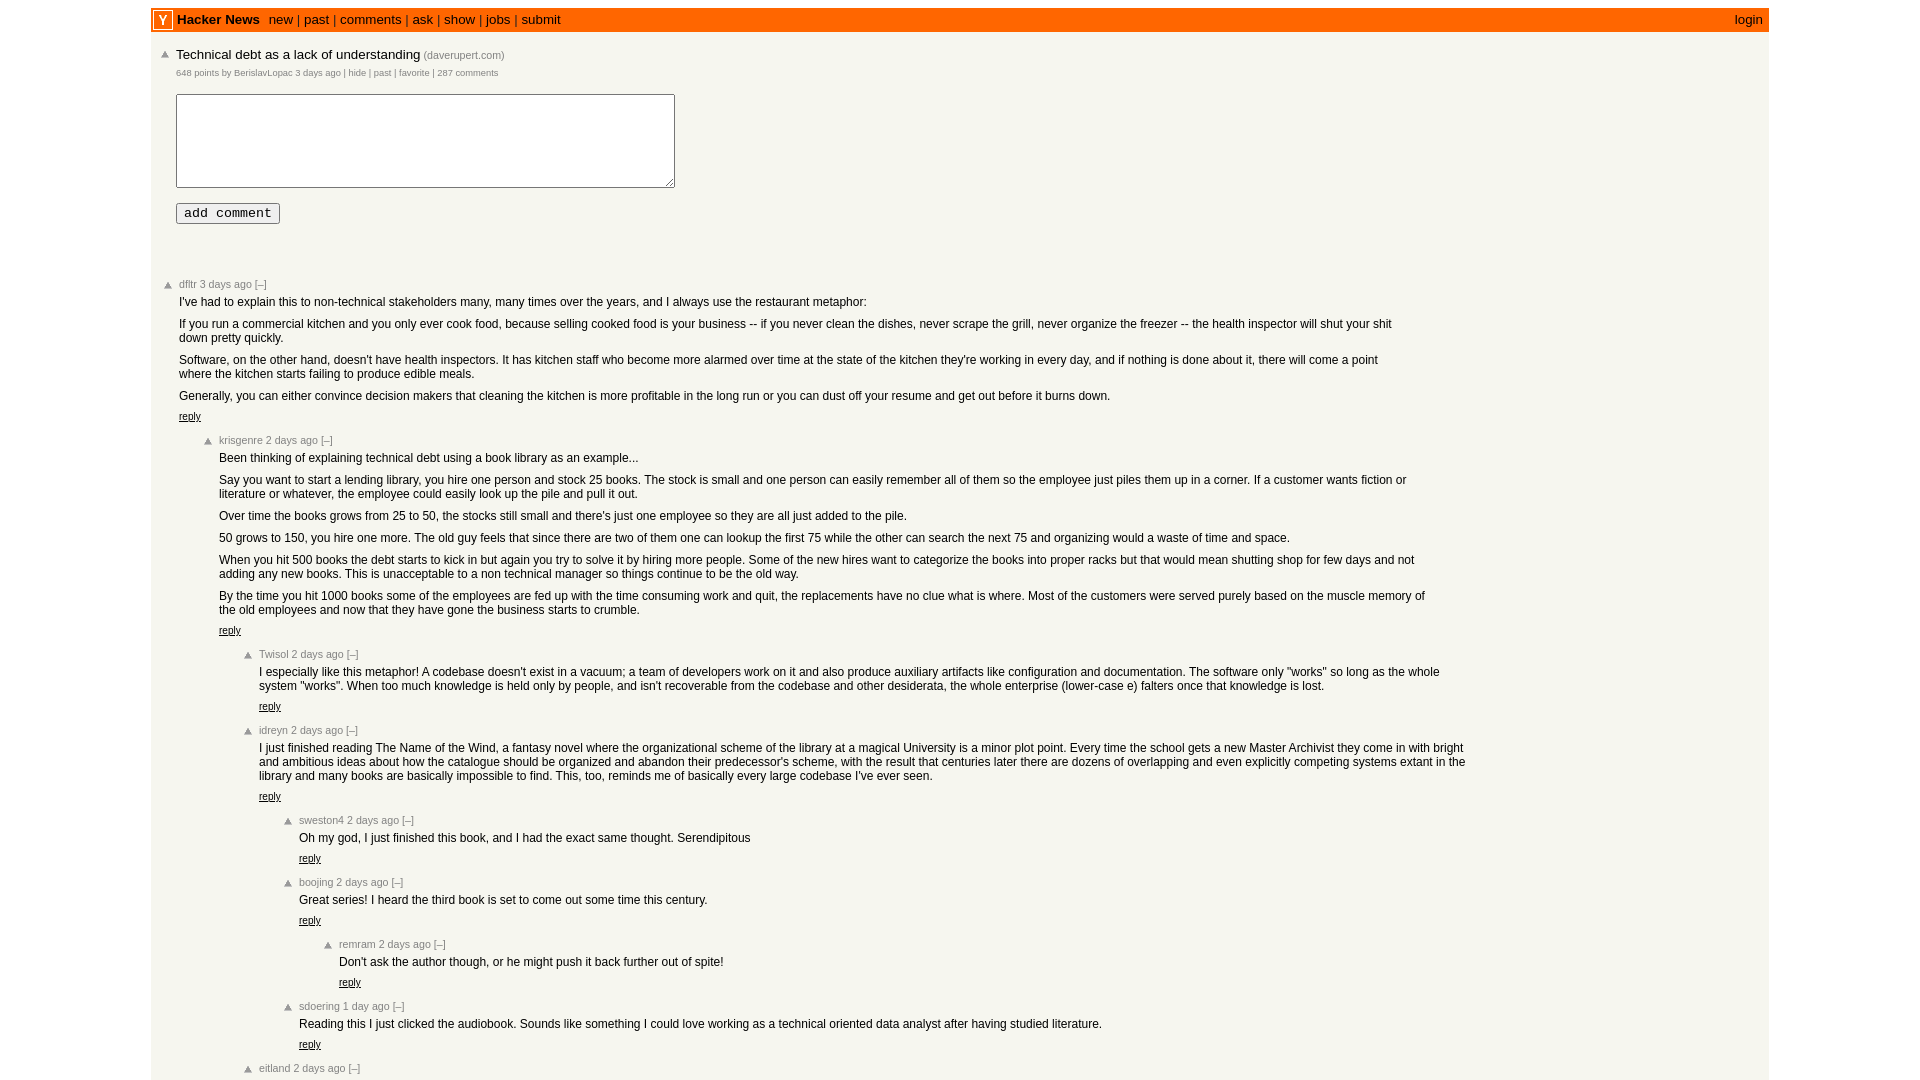 Y Hacker News new | past | comments | ask | show | jobs | submit login
Technical debt as a lack of understanding (daverupert.com)
648 points by BerislavLopac 3 days ago | hide | past | favorite | 287 comments
add comment
dfltr 3 days ago [–]
I've had to explain this to non-technical stakeholders many, many times over the years, and I always use the restaurant metaphor:
If you run a commercial kitchen and you only ever cook food, because selling cooked food is your business -- if you never clean the dishes, never scrape the grill, never organize the freezer -- the health inspector will shut your shit
down pretty quickly.
Software, on the other hand, doesn't have health inspectors. It has kitchen staff who become more alarmed over time at the state of the kitchen they're working in every day, and if nothing is done about it, there will come a point
where the kitchen starts failing to produce edible meals.
Generally, you can either convince decision makers that cleaning the kitchen is more profitable in the long run or you can dust off your resume and get out before it burns down.
reply
krisgenre 2 days ago [–]
Been thinking of explaining technical debt using a book library as an example...
Say you want to start a lending library, you hire one person and stock 25 books. The stock is small and one person can easily remember all of them so the employee just piles them up in a corner. If a customer wants fiction or
literature or whatever, the employee could easily look up the pile and pull it out.
Over time the books grows from 25 to 50, the stocks still small and there's just one employee so they are all just added to the pile.
50 grows to 150, you hire one more. The old guy feels that since there are two of them one can lookup the first 75 while the other can search the next 75 and organizing would a waste of time and space.
When you hit 500 books the debt starts to kick in but again you try to solve it by hiring more people. Some of the new hires want to categorize the books into proper racks but that would mean shutting shop for few days and not
adding any new books. This is unacceptable to a non technical manager so things continue to be the old way.
By the time you hit 1000 books some of the employees are fed up with the time consuming work and quit, the replacements have no clue what is where. Most of the customers were served purely based on the muscle memory of
the old employees and now that they have gone the business starts to crumble.
reply
Twisol 2 days ago [–]
I especially like this metaphor! A codebase doesn't exist in a vacuum; a team of developers work on it and also produce auxiliary artifacts like configuration and documentation. The software only "works" so long as the whole
system "works". When too much knowledge is held only by people, and isn't recoverable from the codebase and other desiderata, the whole enterprise (lower-case e) falters once that knowledge is lost.
reply
idreyn 2 days ago [–]
I just finished reading The Name of the Wind, a fantasy novel where the organizational scheme of the library at a magical University is a minor plot point. Every time the school gets a new Master Archivist they come in with bright
and ambitious ideas about how the catalogue should be organized and abandon their predecessor's scheme, with the result that centuries later there are dozens of overlapping and even explicitly competing systems extant in the
library and many books are basically impossible to find. This, too, reminds me of basically every large codebase I've ever seen.
reply
sweston4 2 days ago [–]
Oh my god, I just finished this book, and I had the exact same thought. Serendipitous
reply
boojing 2 days ago [–]
Great series! I heard the third book is set to come out some time this century.
reply
remram 2 days ago [–]
Don't ask the author though, or he might push it back further out of spite!
reply
sdoering 1 day ago [–]
Reading this I just clicked the audiobook. Sounds like something I could love working as a technical oriented data analyst after having studied literature.
reply
eitland 2 days ago [–]